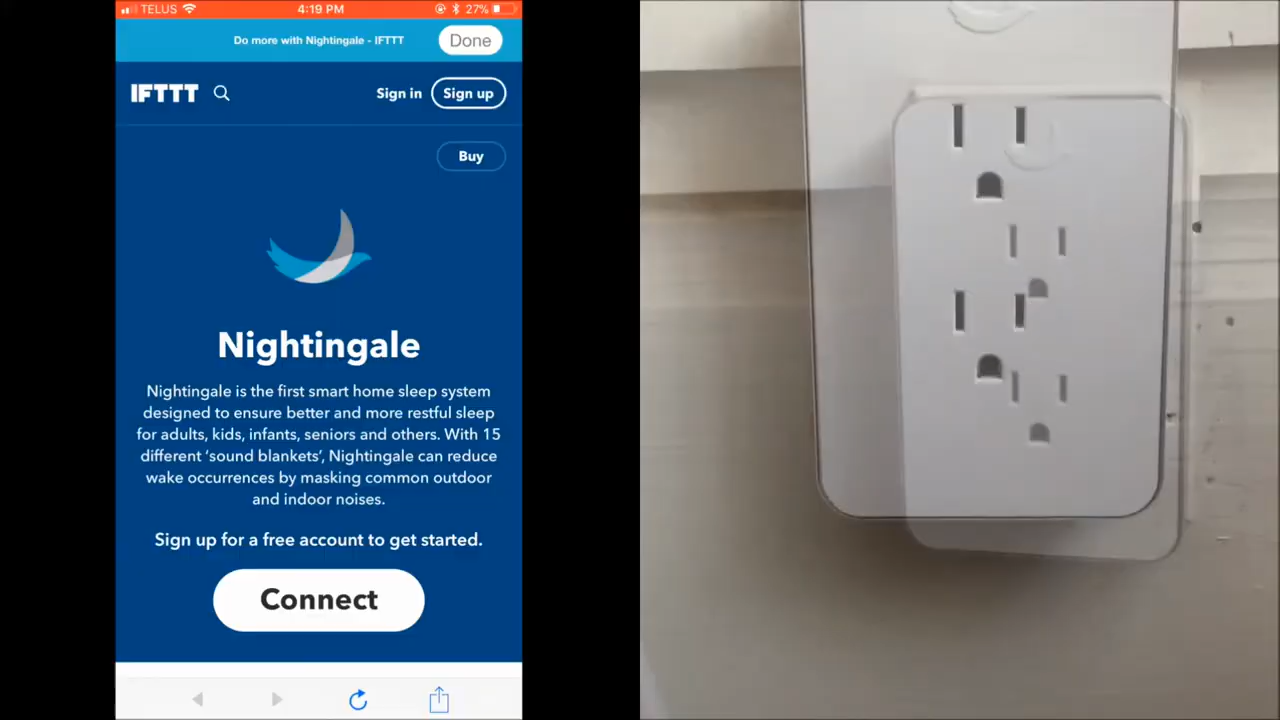 TELUS 4:19 PM 27%
Do more with Nightingale - IFTTT Done
IFTTT Sign in Sign up
Buy
Nightingale
Nightingale is the first smart home sleep system
designed to ensure better and more restful sleep
for adults, kids, infants, seniors and others. With 15
different ‘sound blankets’, Nightingale can reduce
wake occurrences by masking common outdoor
and indoor noises.
Sign up for a free account to get started.
Connect